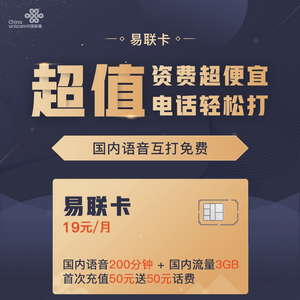 China
unicom中国联通
易联卡
超值
资费超便宜
电话轻松打
国内语音互打免费
易联卡
19元/月
国内语音200分钟 + 国内流量3GB
首次充值50元送50元话费